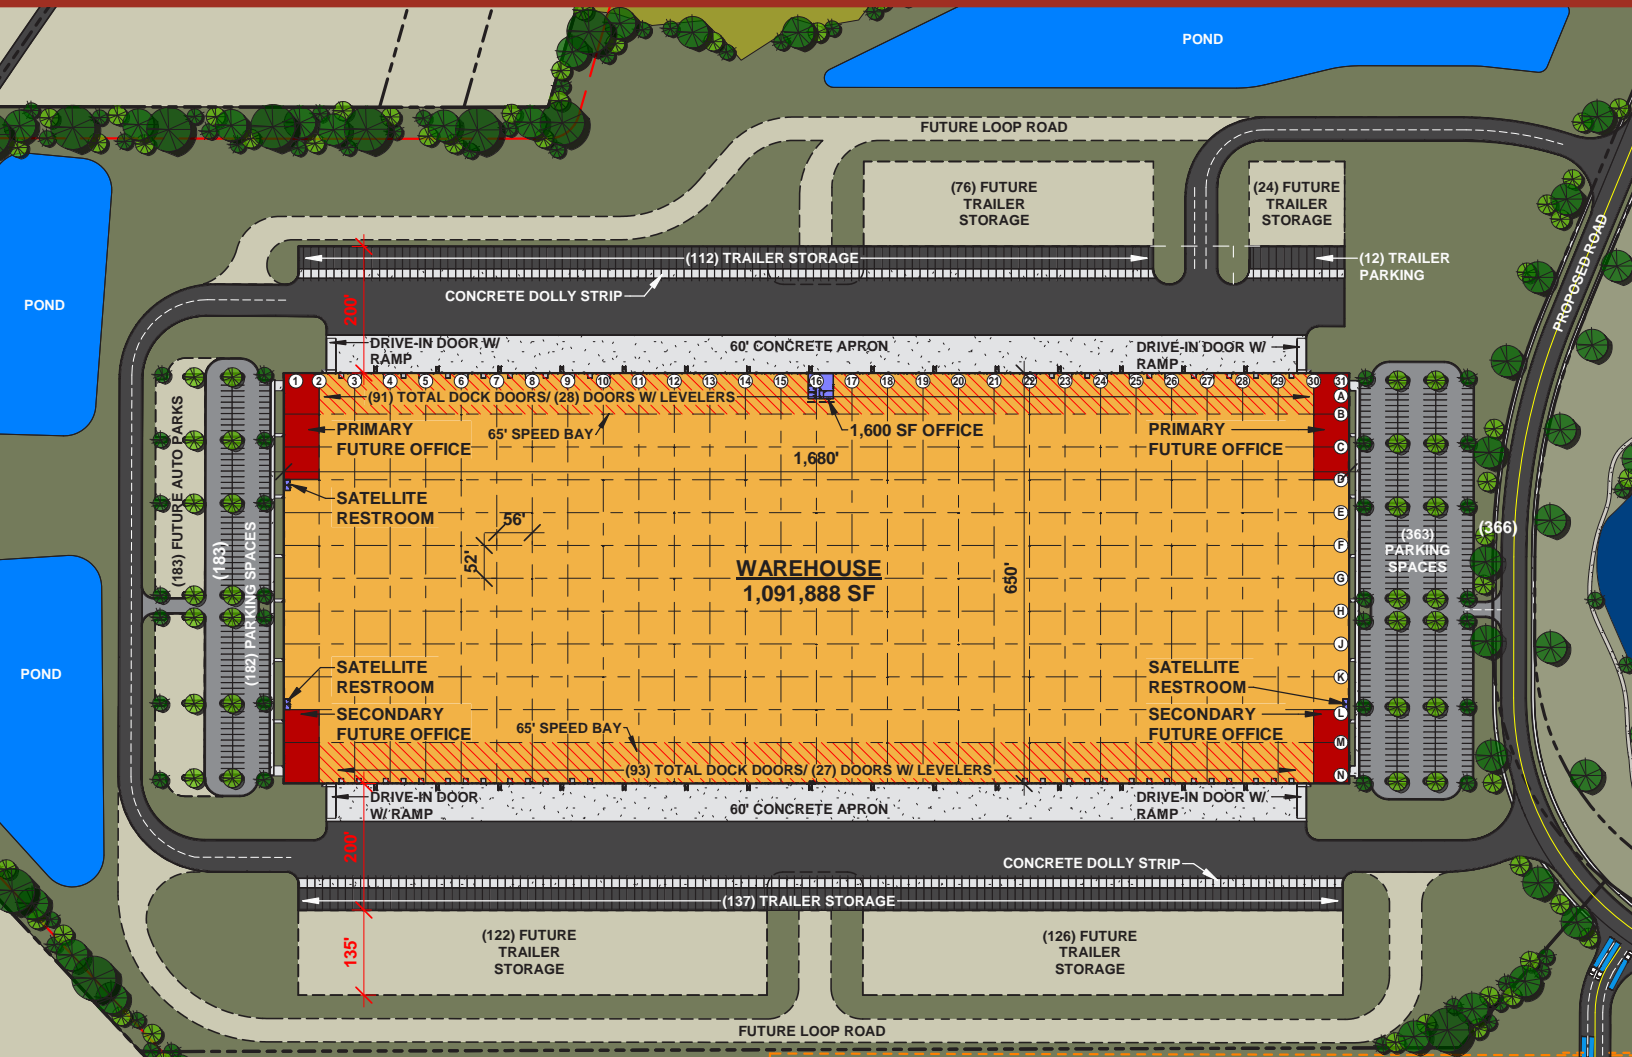 POND
FUTURE LOOP ROAD
(76) FUTURE
TRAILER
STORAGE
(24) FUTURE
TRAILER
STORAGE
PROPOSED ROAD
(112) TRAILER STORAGE
(12) TRAILER
PARKING
CONCRETE DOLLY STRIP
POND
200'
DRIVE-IN DOOR W/
RAMP
60' CONCRETE APRON
DRIVE-IN DOOR W/
RAMP
1 2 3 4 5 6 7 8 9 10 11 12 13 14 15 16 17 18 19 20 21 22 23 24 25 26 27 28 29 30 31
A
(91) TOTAL DOCK DOORS/ (28) DOORS W/ LEVELERS
B
PRIMARY
FUTURE OFFICE
65' SPEED BAY
1,600 SF OFFICE
PRIMARY
FUTURE OFFICE
C
1,680'
D
SATELLITE
RESTROOM
E
56'
52'
F
(183) FUTURE AUTO PARKS
(183)
(182) PARKING SPACES
WAREHOUSE
1,091,888 SF
650'
G
(363)
PARKING
SPACES
(366)
H
J
K
POND
SATELLITE
RESTROOM
SATELLITE
RESTROOM
L
SECONDARY
FUTURE OFFICE
65' SPEED BAY
SECONDARY
FUTURE OFFICE
M
(93) TOTAL DOCK DOORS/ (27) DOORS W/ LEVELERS
N
DRIVE-IN DOOR
W/ RAMP
60' CONCRETE APRON
DRIVE-IN DOOR W/
RAMP
200'
CONCRETE DOLLY STRIP
(137) TRAILER STORAGE
135'
(122) FUTURE
TRAILER
STORAGE
(126) FUTURE
TRAILER
STORAGE
FUTURE LOOP ROAD